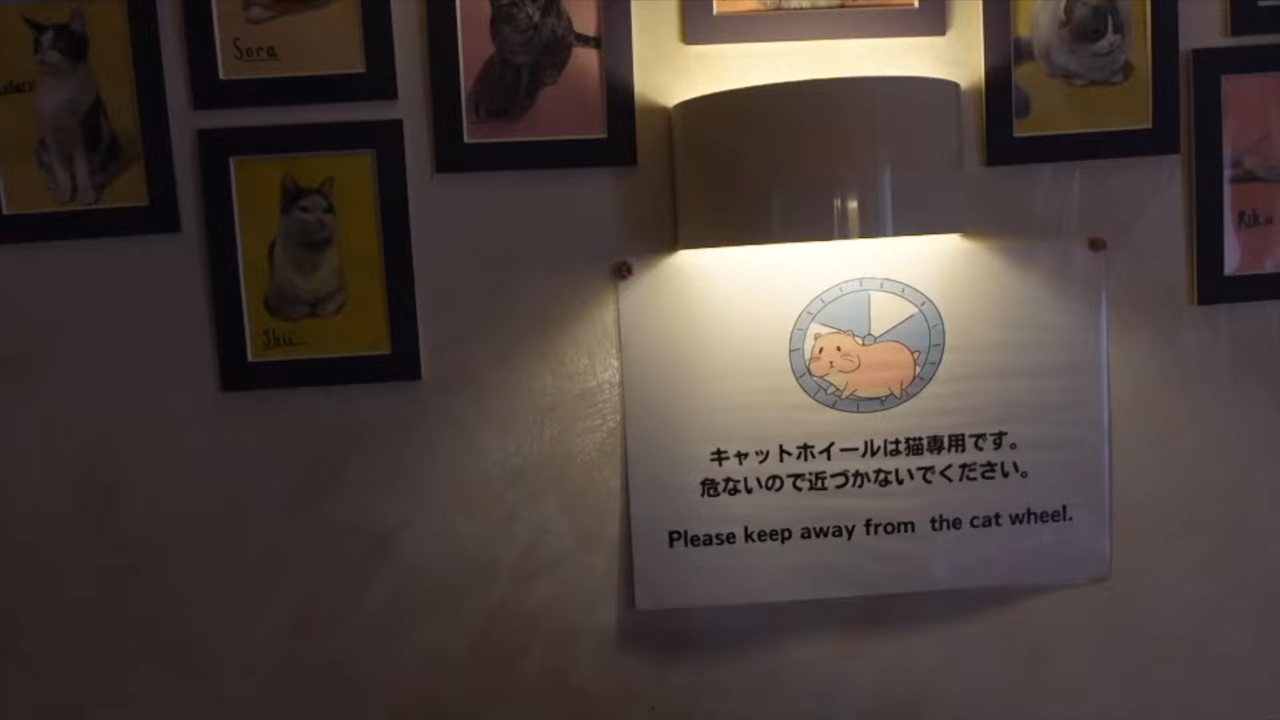 Sora
Shii
Riku
キャットホイールは猫専用です。
危ないので近づかないでください。
Please keep away from the cat wheel.